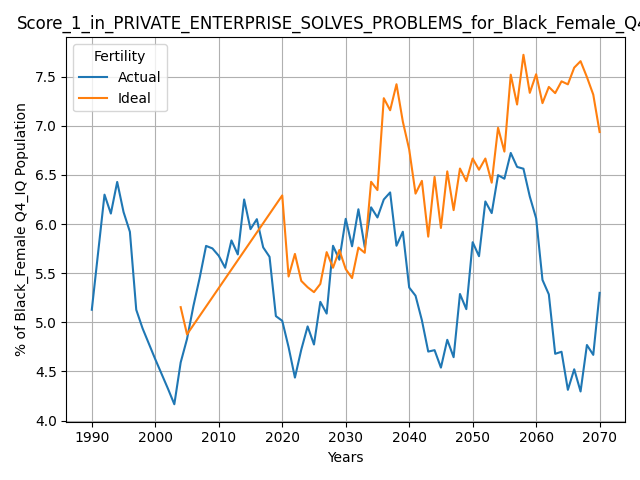 Score_1_in_PRIVATE_ENTERPRISE_SOLVES_PROBLEMS_for_Black_Female_Q4
Fertility
Actual
Ideal
% of Black_Female Q4_IQ Population
7.5
7.0
6.5
6.0
5.5
5.0
4.5
4.0
1990 2000 2010 2020 2030 2040 2050 2060 2070
Years